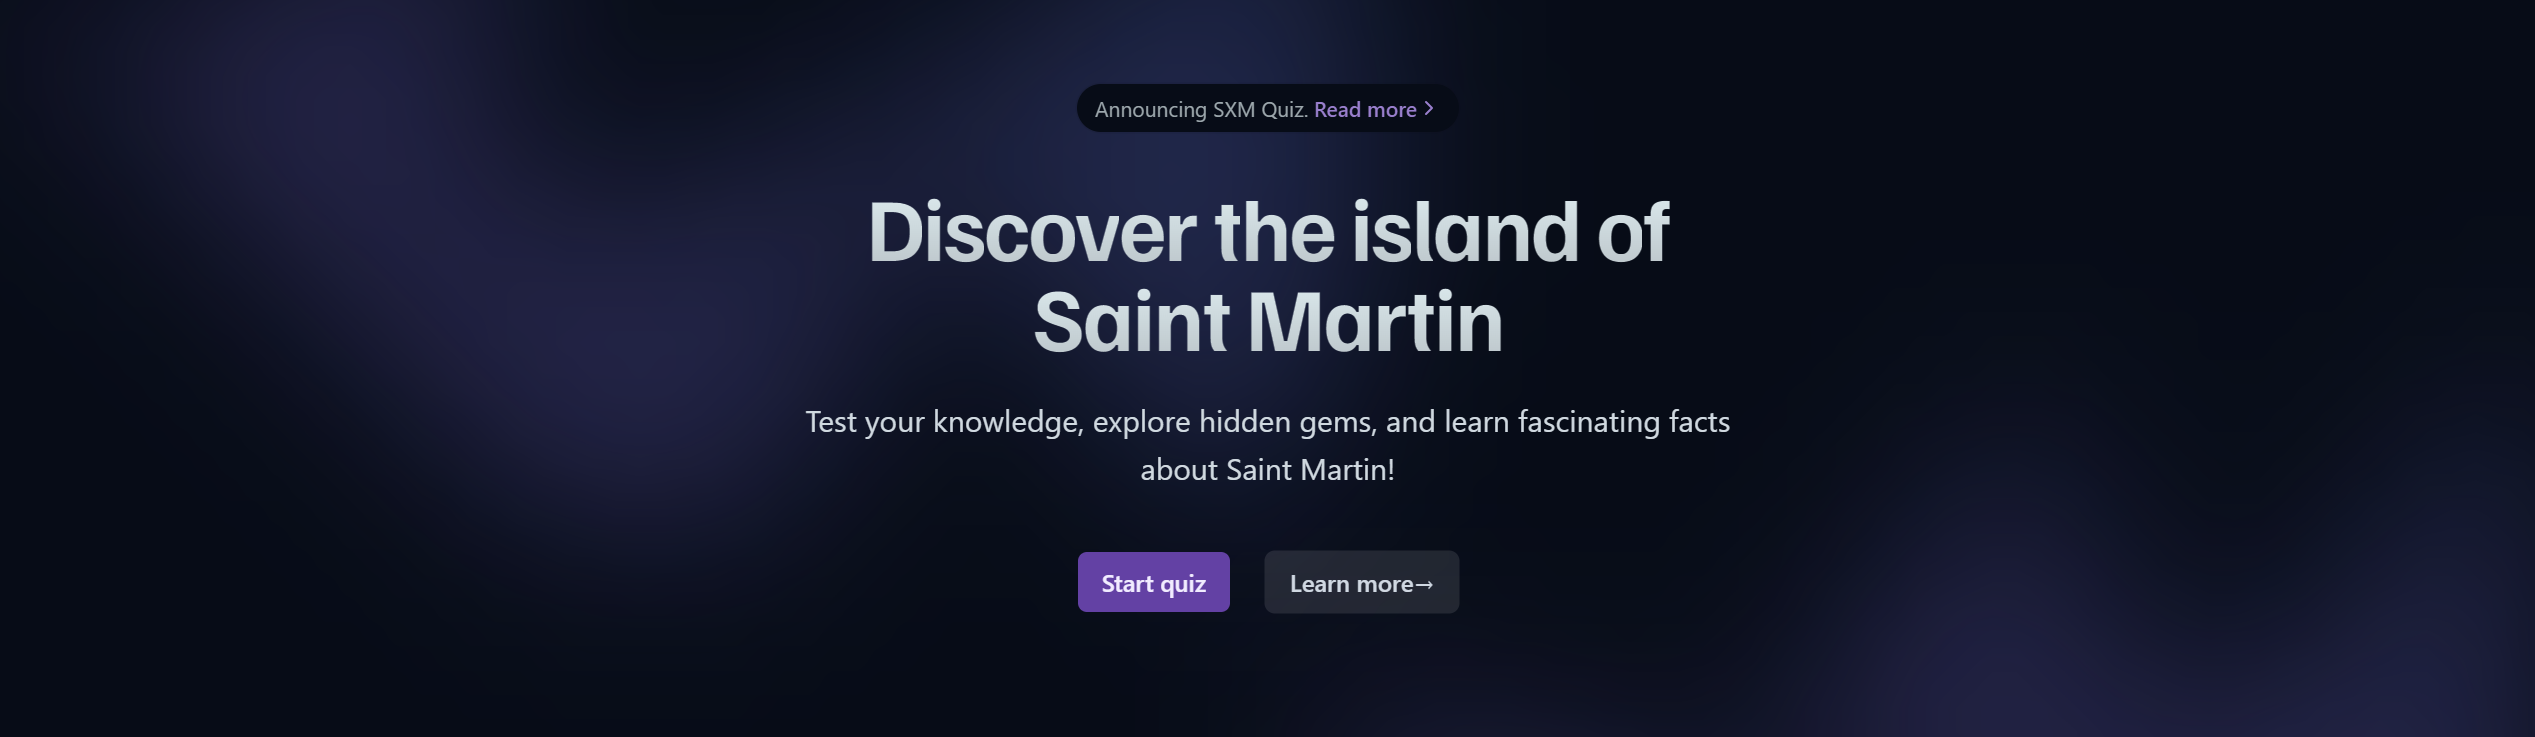 Announcing SXM Quiz. Read more >
Discover the island of
Saint Martin
Test your knowledge, explore hidden gems, and learn fascinating facts
about Saint Martin!
Start quiz
Learn more→